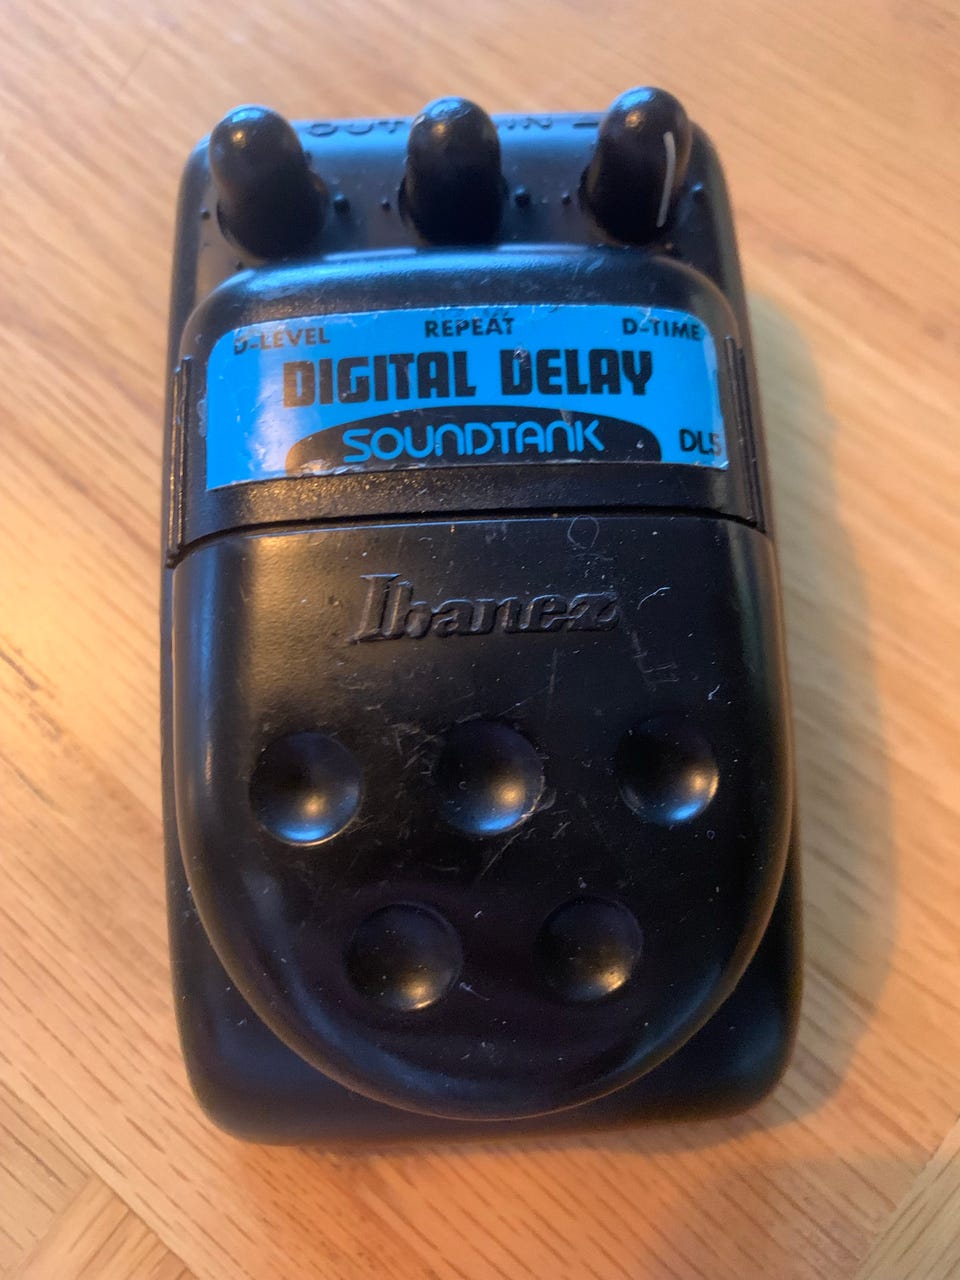 OUT IN
D-LEVEL REPEAT D-TIME
DIGITAL DELAY
SOUNDTANK DL5
Ibanez